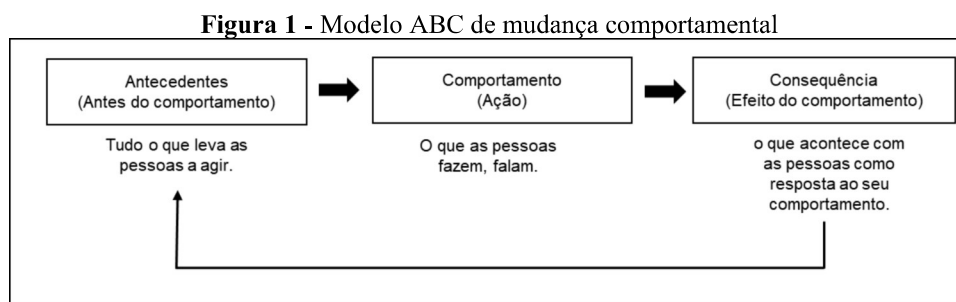 Figura 1 - Modelo ABC de mudança comportamental
Antecedentes
(Antes do comportamento)
Tudo o que leva as
pessoas a agir.
Comportamento
(Ação)
O que as pessoas
fazem, falam.
Consequência
(Efeito do comportamento)
o que acontece com
as pessoas como
resposta ao seu
comportamento.